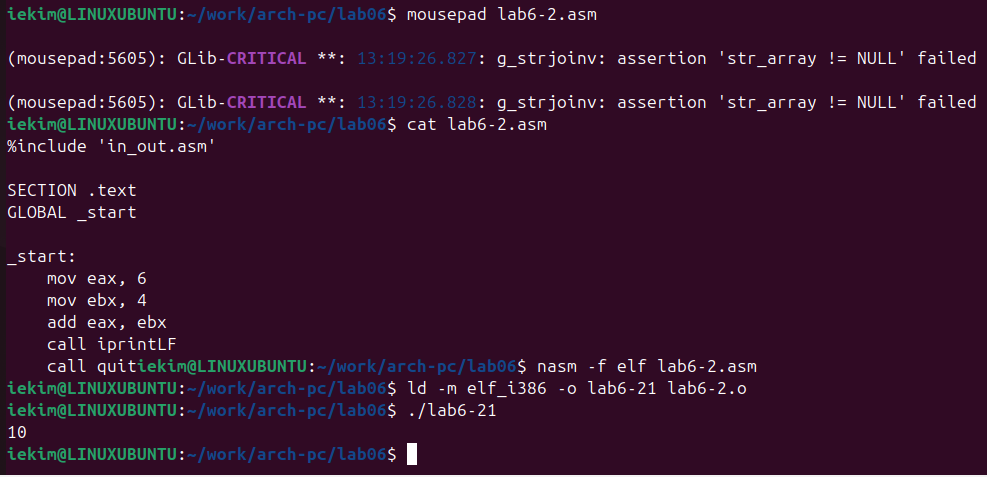 iekim@LINUXUBUNTU:~/work/arch-pc/lab06$ mousepad lab6-2.asm
(mousepad:5605): GLib-CRITICAL **: 13:19:26.827: g_strjoinv: assertion 'str_array != NULL' failed
(mousepad:5605): GLib-CRITICAL **: 13:19:26.828: g_strjoinv: assertion 'str_array != NULL' failed
iekim@LINUXUBUNTU:~/work/arch-pc/lab06$ cat lab6-2.asm
%include 'in_out.asm'
SECTION .text
GLOBAL _start
_start:
    mov eax, 6
    mov ebx, 4
    add eax, ebx
    call iprintLF
    call quitiekim@LINUXUBUNTU:~/work/arch-pc/lab06$ nasm -f elf lab6-2.asm
iekim@LINUXUBUNTU:~/work/arch-pc/lab06$ ld -m elf_i386 -o lab6-21 lab6-2.o
iekim@LINUXUBUNTU:~/work/arch-pc/lab06$ ./lab6-21
10
iekim@LINUXUBUNTU:~/work/arch-pc/lab06$